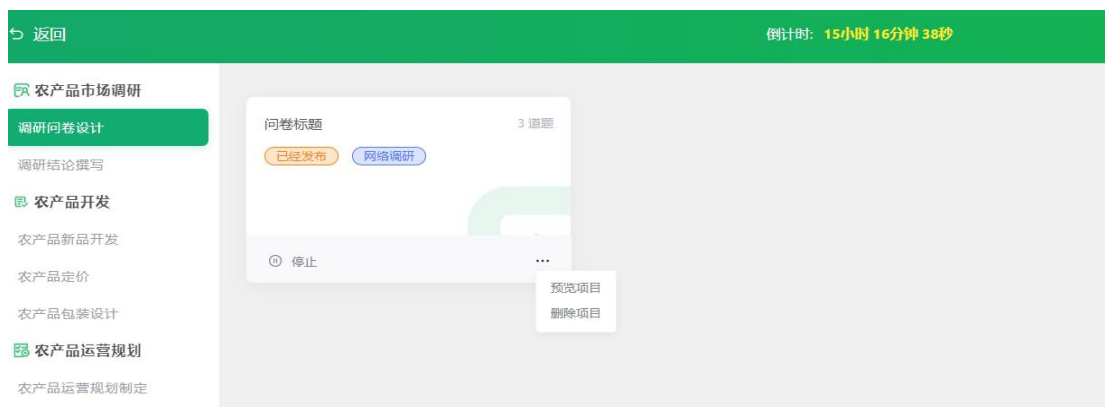 返回
倒计时: 15小时 16分钟 38秒
农产品市场调研
调研问卷设计
调研结论撰写
农产品开发
农产品新品开发
农产品定价
农产品包装设计
农产品运营规划
农产品运营规划制定
问卷标题 3 道题
已经发布 网络调研
停止 ···
预览项目
删除项目